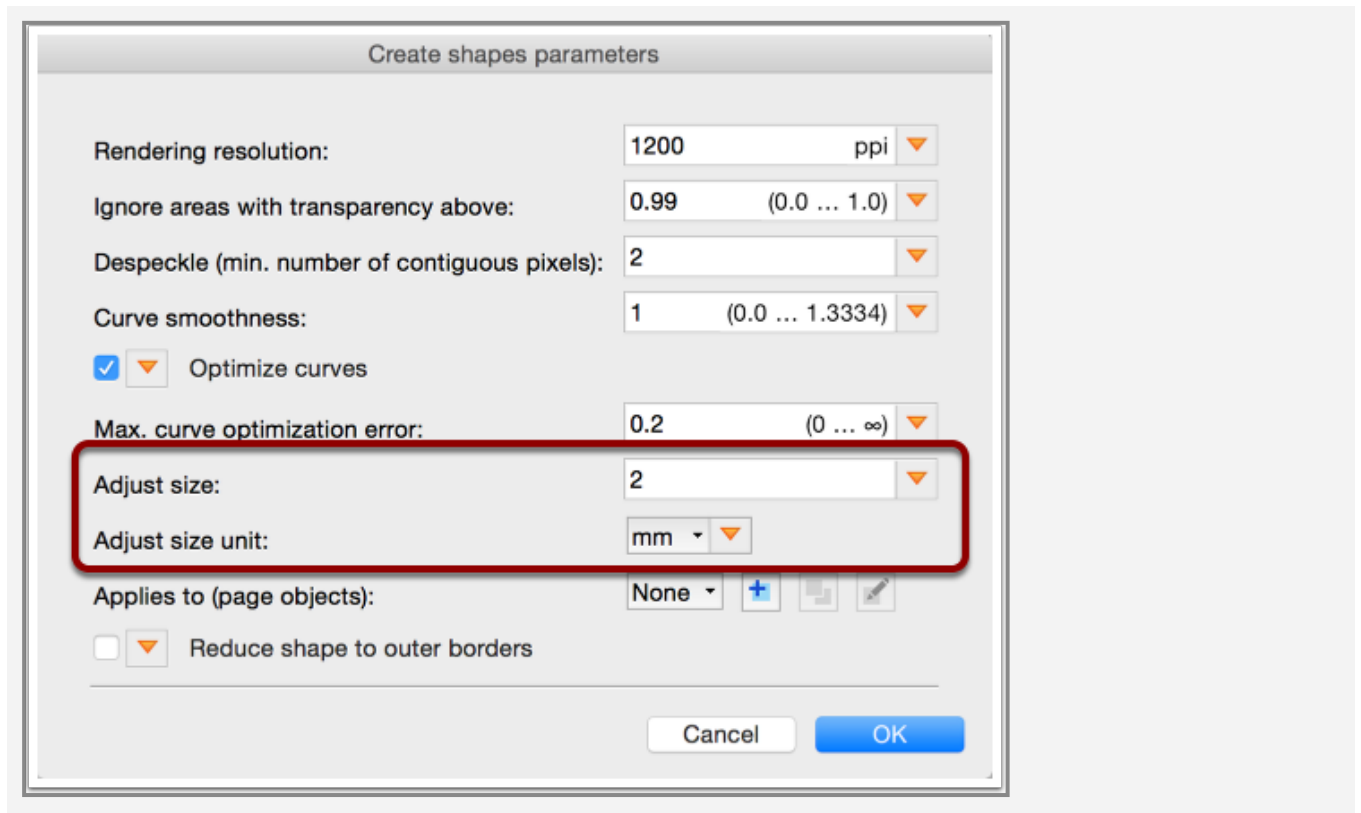 Create shapes parameters
Rendering resolution: 1200 ppi
Ignore areas with transparency above: 0.99 (0.0 ... 1.0)
Despeckle (min. number of contiguous pixels): 2
Curve smoothness: 1 (0.0 ... 1.3334)
Optimize curves
Max. curve optimization error: 0.2 (0 ... ∞)
Adjust size: 2
Adjust size unit: mm
Applies to (page objects): None
Reduce shape to outer borders
Cancel OK